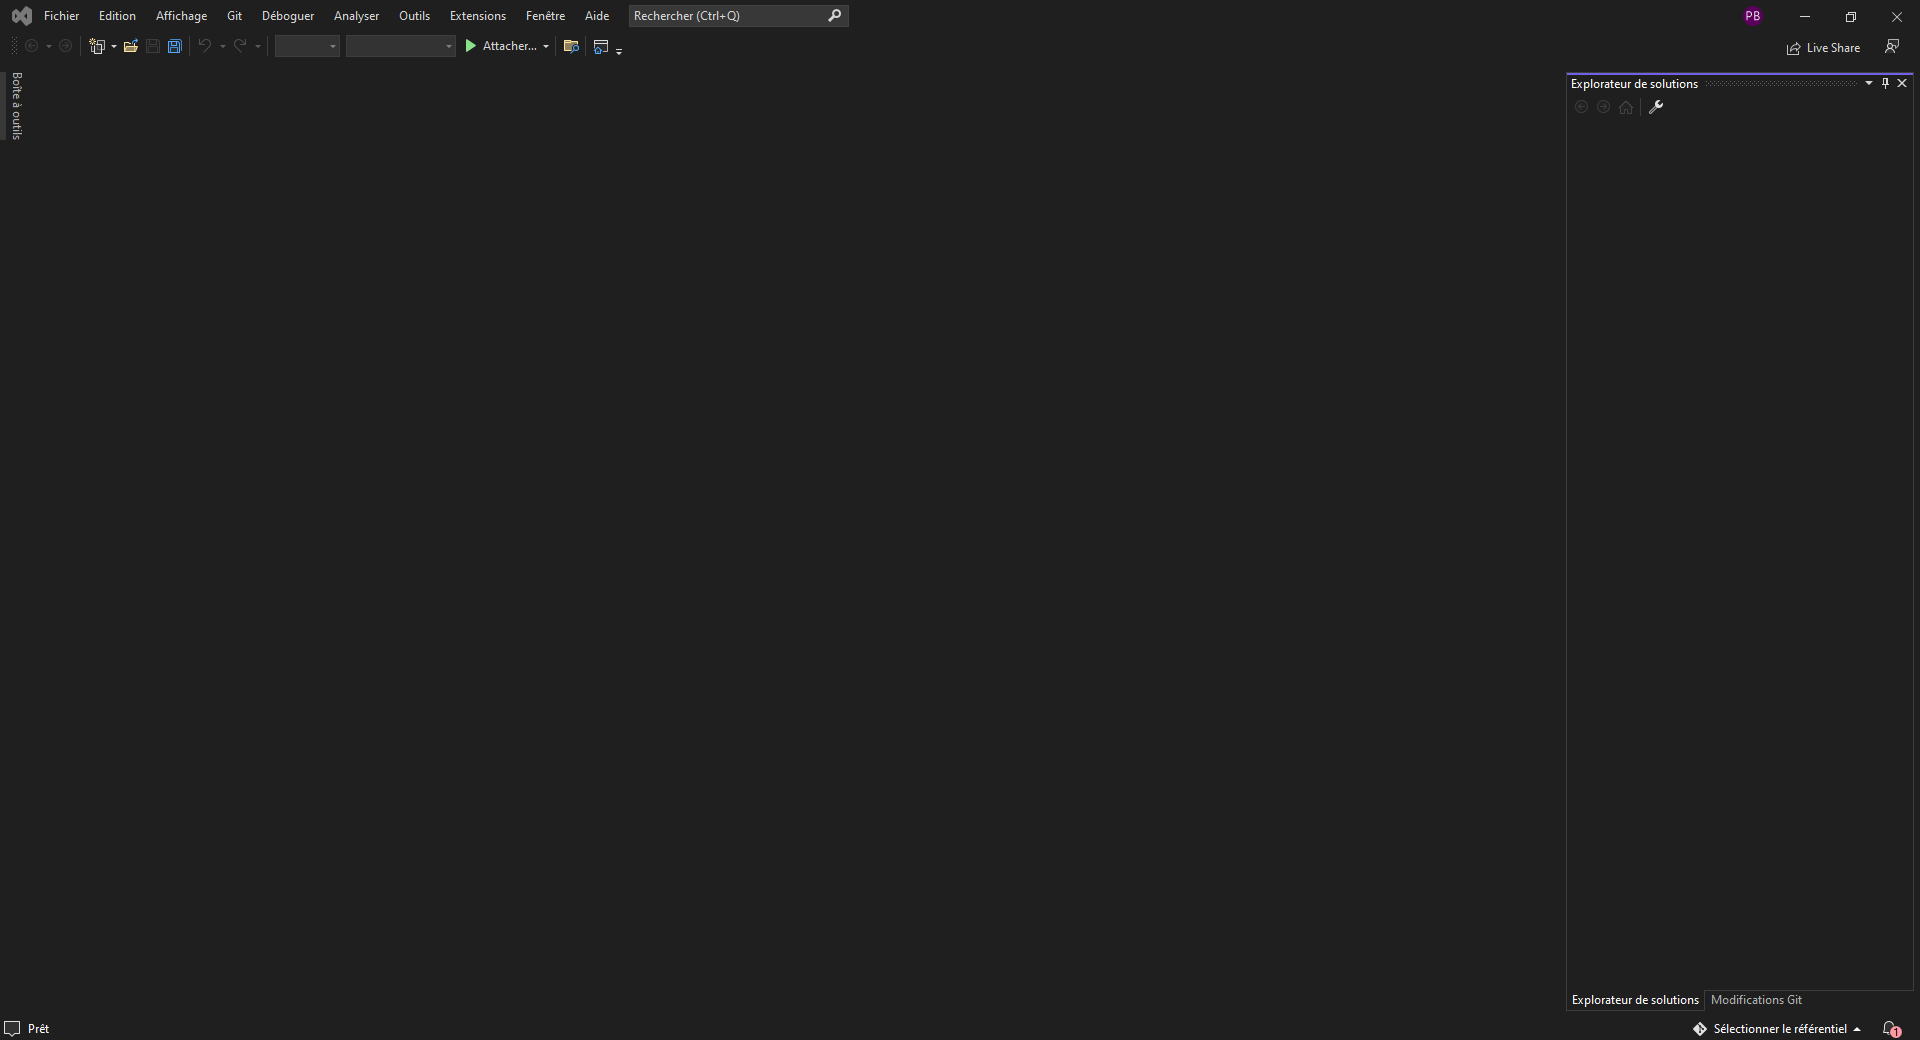 Fichier Edition Affichage Git Déboguer Analyser Outils Extensions Fenêtre Aide Rechercher (Ctrl+Q) PB
Attacher... Live Share
Boîte à outils
Explorateur de solutions
Explorateur de solutions Modifications Git
Prêt Sélectionner le référentiel 1